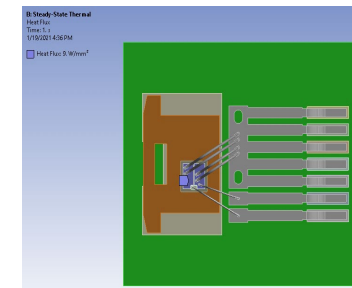 B: Steady-State Thermal
Heat Flux
Time: 1. s
1/19/2021 4:36 PM
Heat Flux: 9. W/mm²